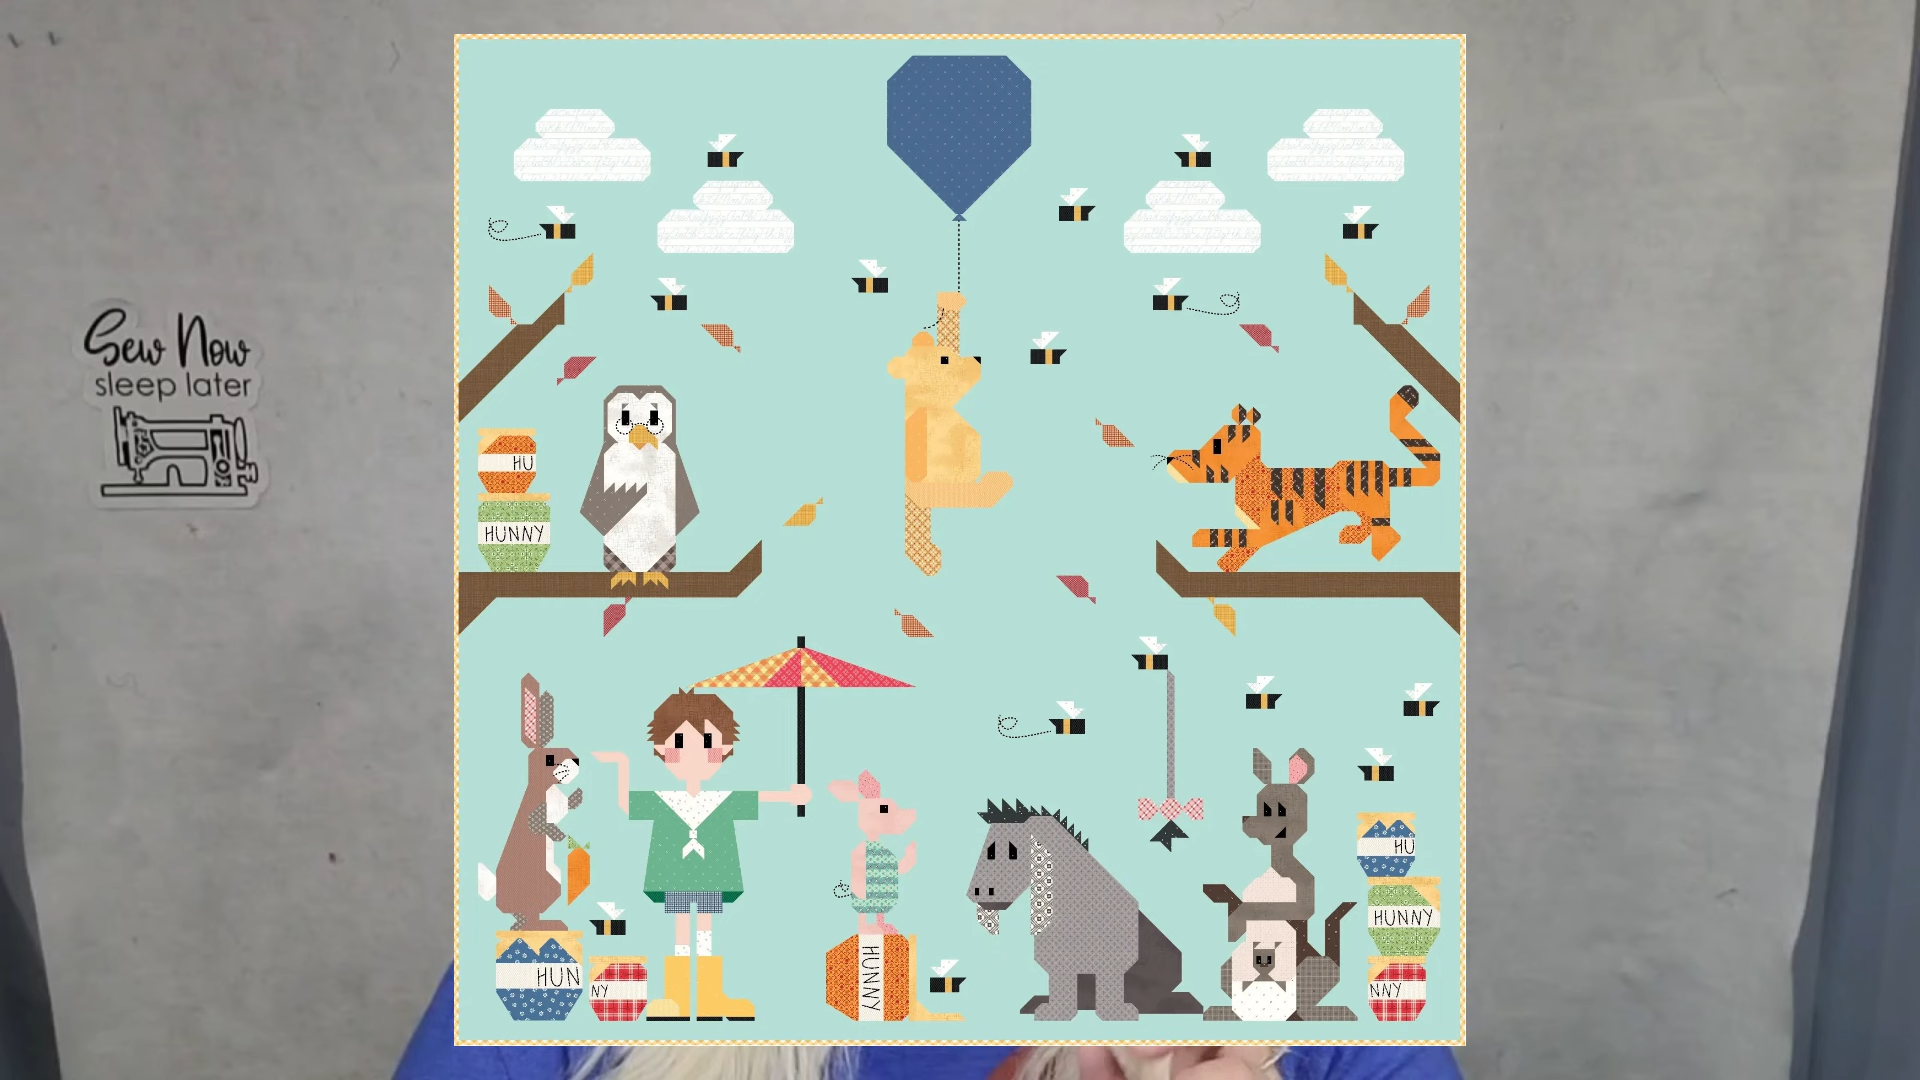 Sew Now
sleep later
HU
HUNNY
HUN
NY
HUNNY
HU
HUNNY
NNY